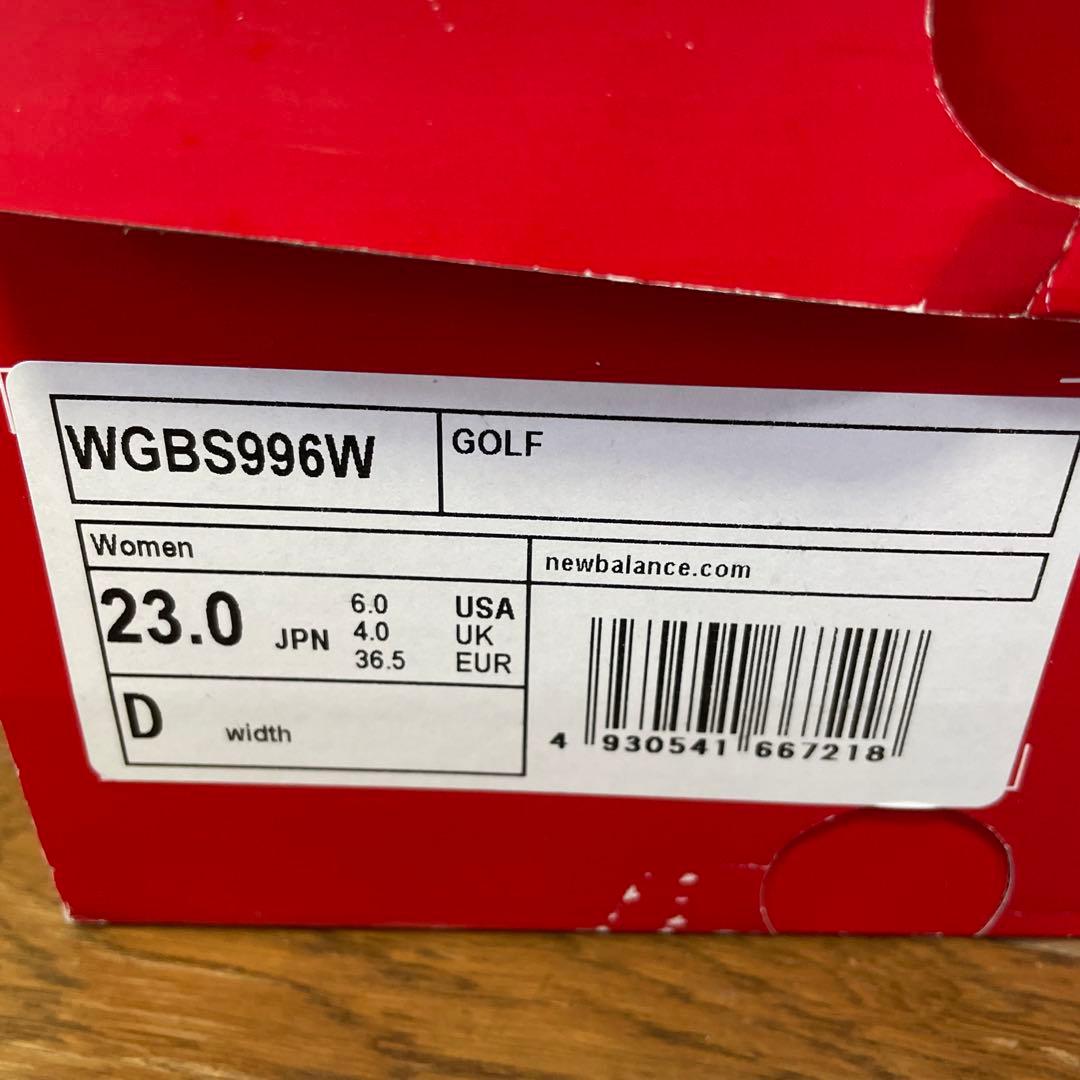 WGBS996W
GOLF
Women
newbalance.com
23.0 JPN
6.0 USA
4.0 UK
36.5 EUR
D width
4 930541 667218